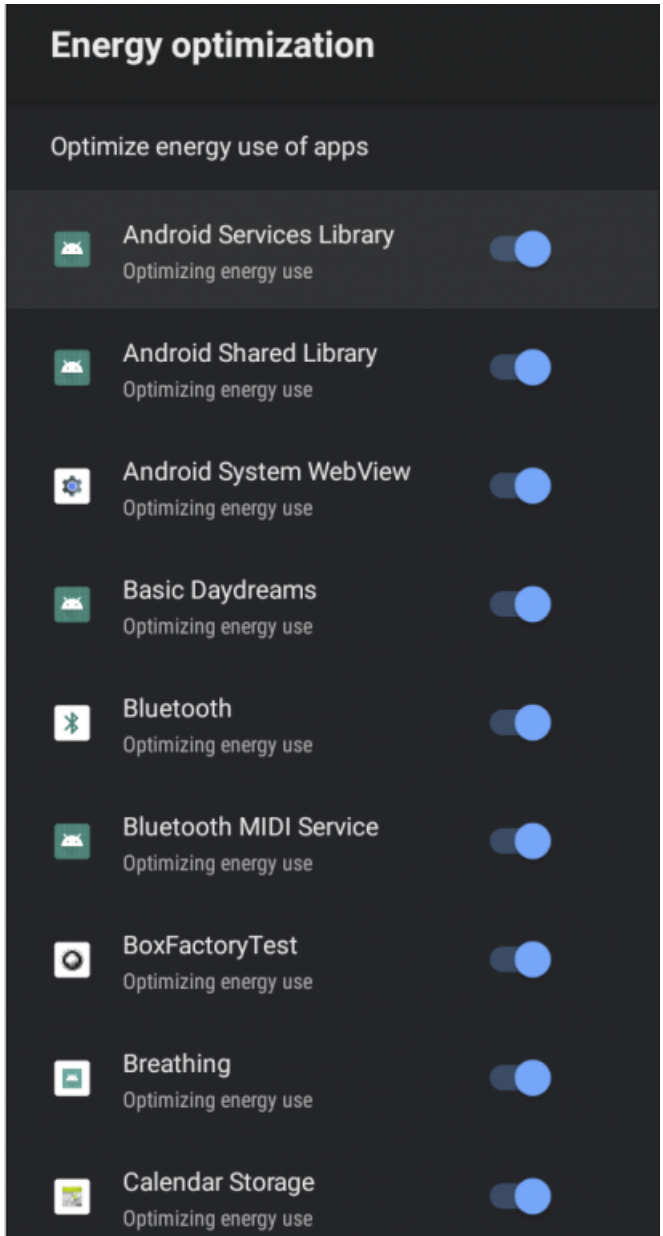 Energy optimization
Optimize energy use of apps
Android Services Library
Optimizing energy use
Android Shared Library
Optimizing energy use
Android System WebView
Optimizing energy use
Basic Daydreams
Optimizing energy use
Bluetooth
Optimizing energy use
Bluetooth MIDI Service
Optimizing energy use
BoxFactoryTest
Optimizing energy use
Breathing
Optimizing energy use
Calendar Storage
Optimizing energy use